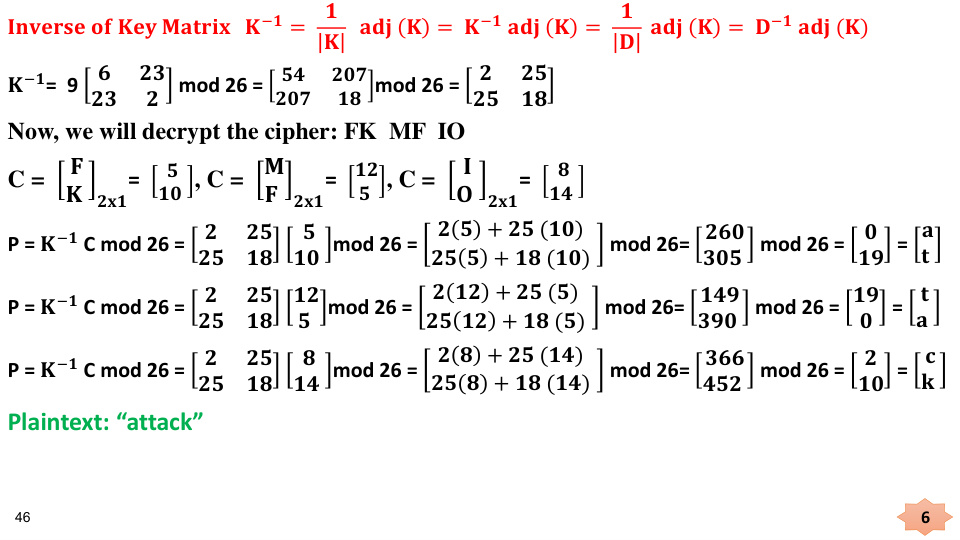 Inverse of Key Matrix K⁻¹ = 1/|K| adj (K) = K⁻¹ adj (K) = 1/|D| adj (K) = D⁻¹ adj (K)
K⁻¹= 9 [6 23; 23 2] mod 26 = [54 207; 207 18]mod 26 = [2 25; 25 18]
Now, we will decrypt the cipher: FK MF IO
C = [F; K]2x1 = [5; 10], C = [M; F]2x1 = [12; 5], C = [I; O]2x1 = [8; 14]
P = K⁻¹ C mod 26 = [2 25; 25 18] [5; 10]mod 26 = [2(5) + 25 (10); 25(5) + 18 (10)] mod 26= [260; 305] mod 26 = [0; 19] = [a; t]
P = K⁻¹ C mod 26 = [2 25; 25 18] [12; 5]mod 26 = [2(12) + 25 (5); 25(12) + 18 (5)] mod 26= [149; 390] mod 26 = [19; 0] = [t; a]
P = K⁻¹ C mod 26 = [2 25; 25 18] [8; 14]mod 26 = [2(8) + 25 (14); 25(8) + 18 (14)] mod 26= [366; 452] mod 26 = [2; 10] = [c; k]
Plaintext: “attack”
46
6